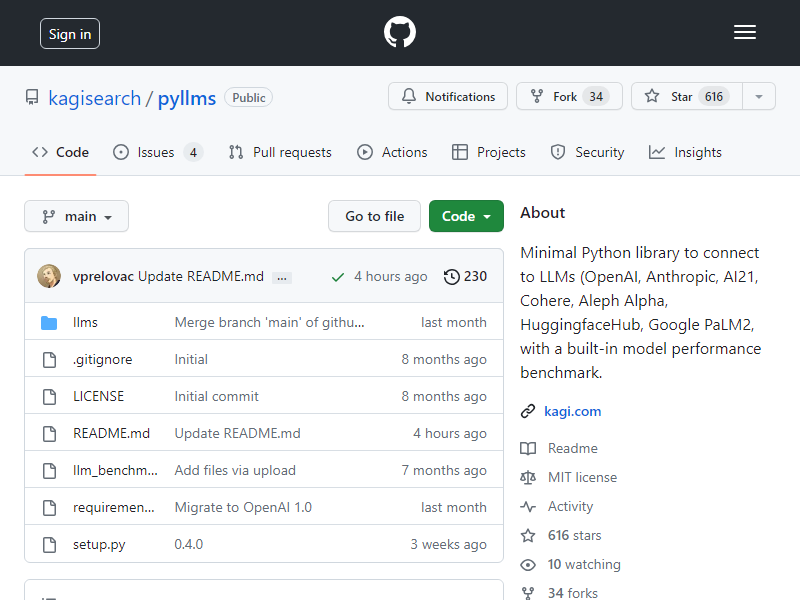 Sign in
kagisearch / pyllms Public
Notifications Fork 34 Star 616
Code Issues 4 Pull requests Actions Projects Security Insights
main Go to file Code
vprelovac Update README.md ... 4 hours ago 230
llms Merge branch 'main' of githu... last month
.gitignore Initial 8 months ago
LICENSE Initial commit 8 months ago
README.md Update README.md 4 hours ago
llm_benchm... Add files via upload 7 months ago
requiremen... Migrate to OpenAI 1.0 last month
setup.py 0.4.0 3 weeks ago
About
Minimal Python library to connect
to LLMs (OpenAI, Anthropic, AI21,
Cohere, Aleph Alpha,
HuggingfaceHub, Google PaLM2,
with a built-in model performance
benchmark.
kagi.com
Readme
MIT license
Activity
616 stars
10 watching
34 forks